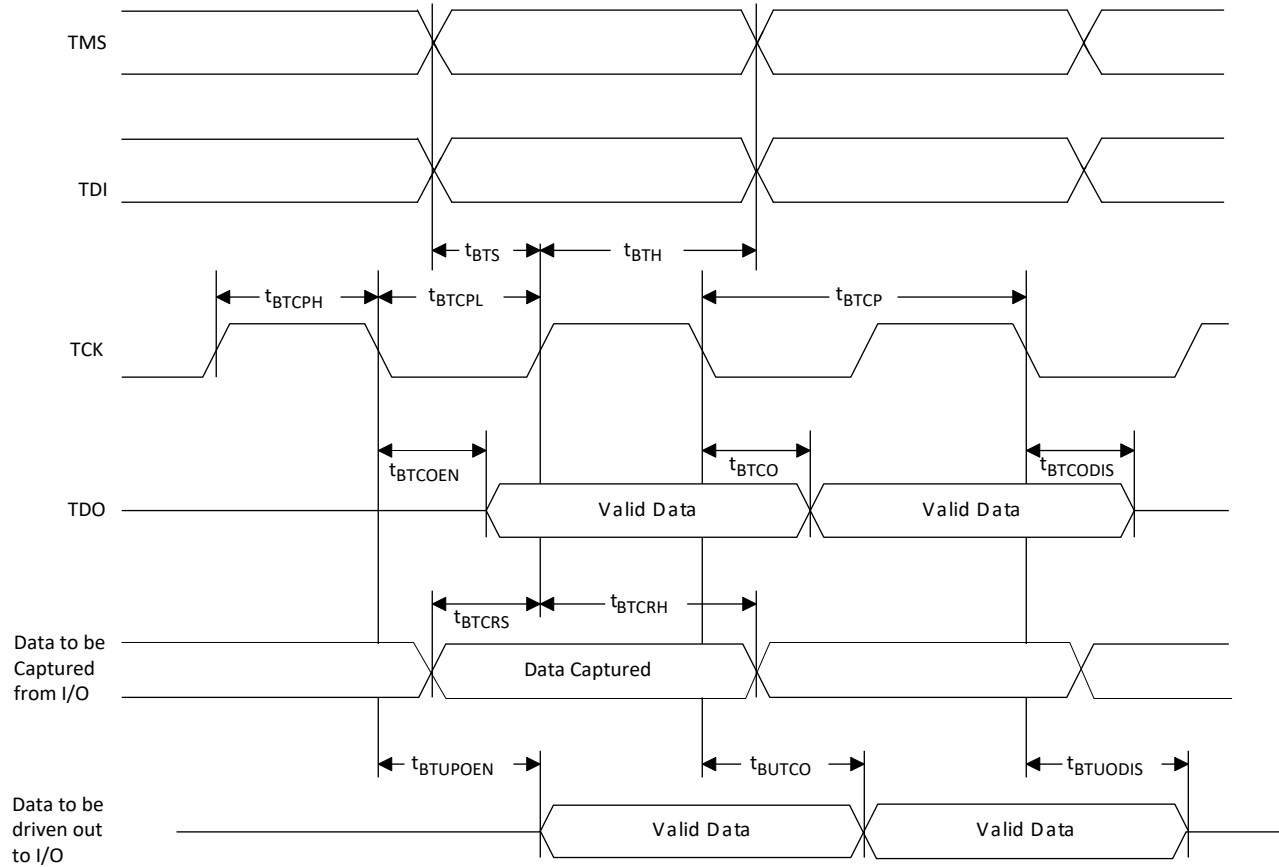 TMS
TDI
tBTS
tBTH
tBTCPH
tBTCPL
tBTCP
TCK
tBTCOEN
tBTCO
tBTCODIS
TDO
Valid Data
Valid Data
tBTCRS
tBTCRH
Data to be
Captured
from I/O
Data Captured
tBTUPOEN
tBUTCO
tBTUODIS
Data to be
driven out
to I/O
Valid Data
Valid Data